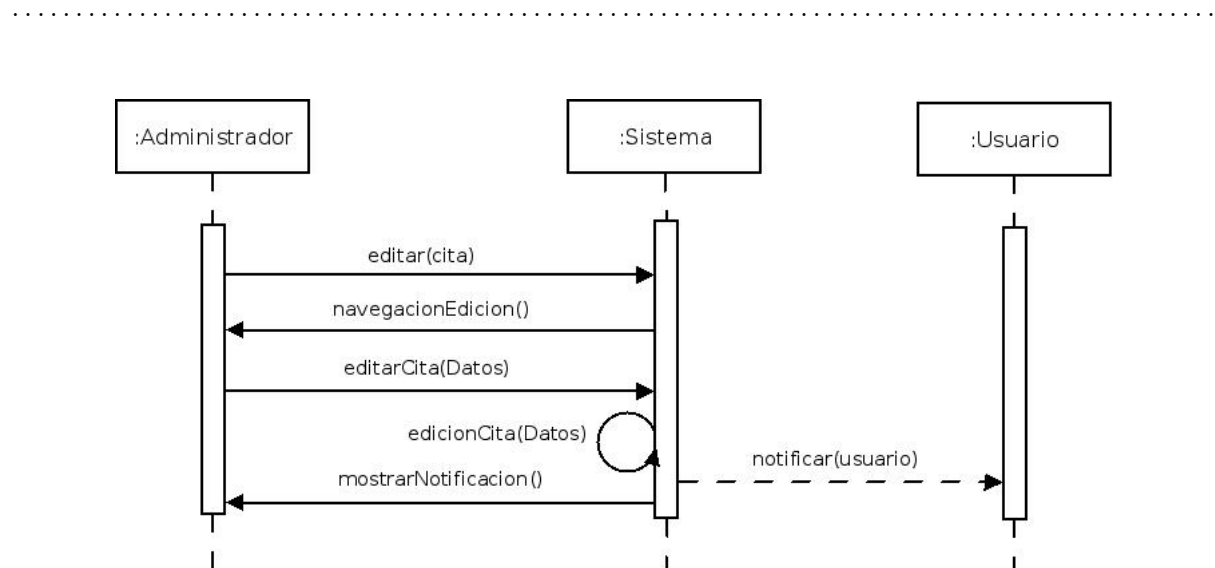 :Administrador
:Sistema
:Usuario
editar(cita)
navegacionEdicion()
editarCita(Datos)
edicionCita(Datos)
notificar(usuario)
mostrarNotificacion()